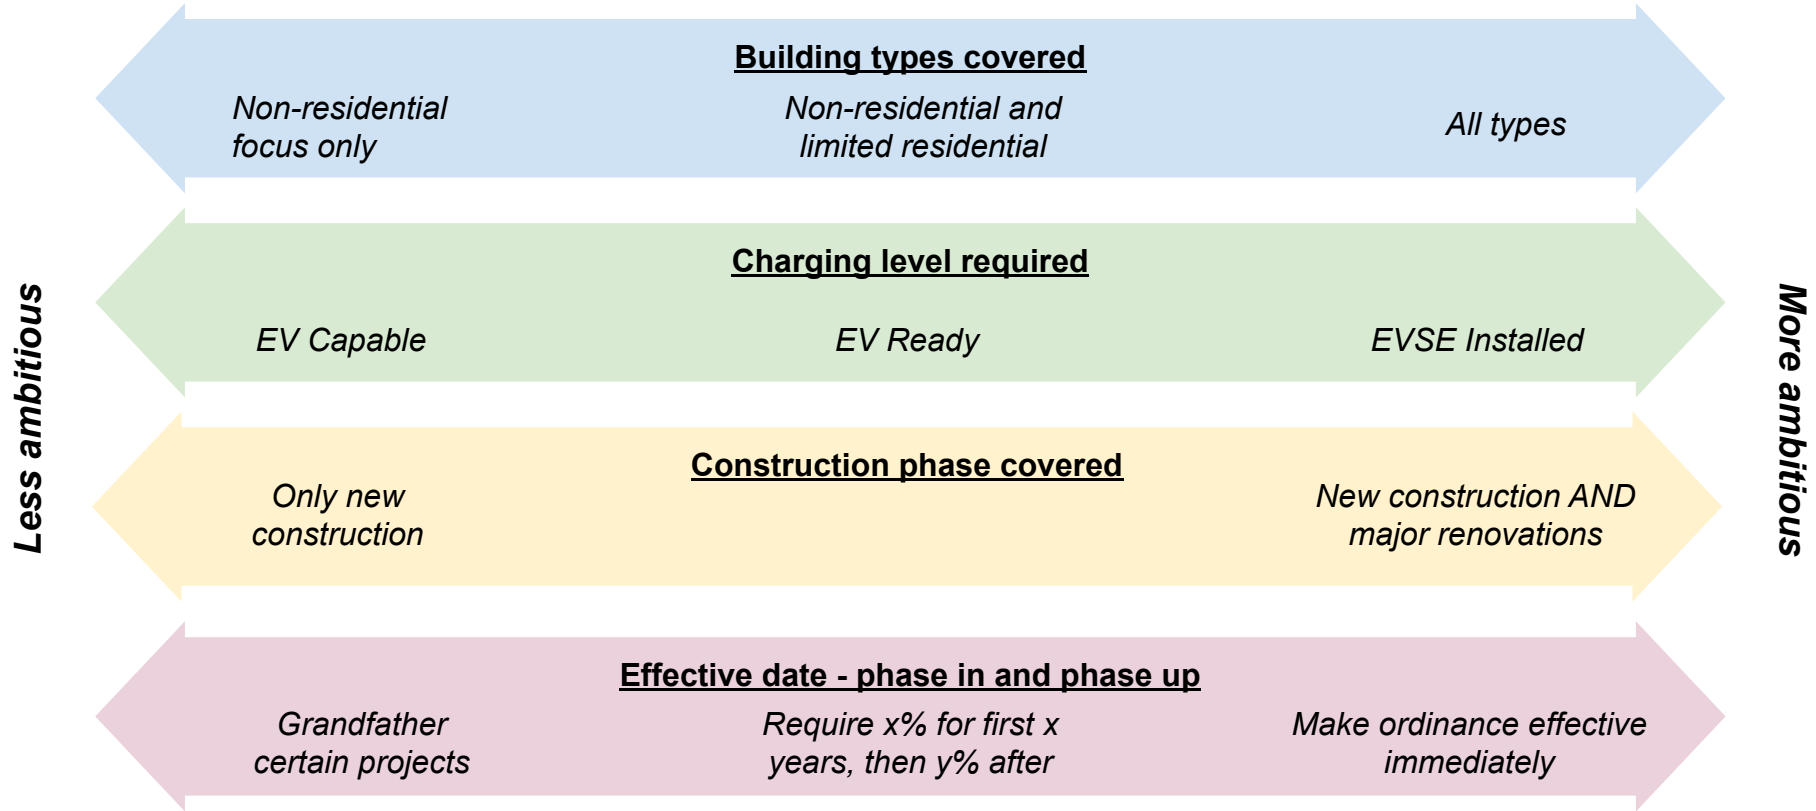 Building types covered
Non-residential
focus only
Non-residential and
limited residential
All types
Charging level required
EV Capable
EV Ready
EVSE Installed
Less ambitious
More ambitious
Construction phase covered
Only new
construction
New construction AND
major renovations
Effective date - phase in and phase up
Grandfather
certain projects
Require x% for first x
years, then y% after
Make ordinance effective
immediately